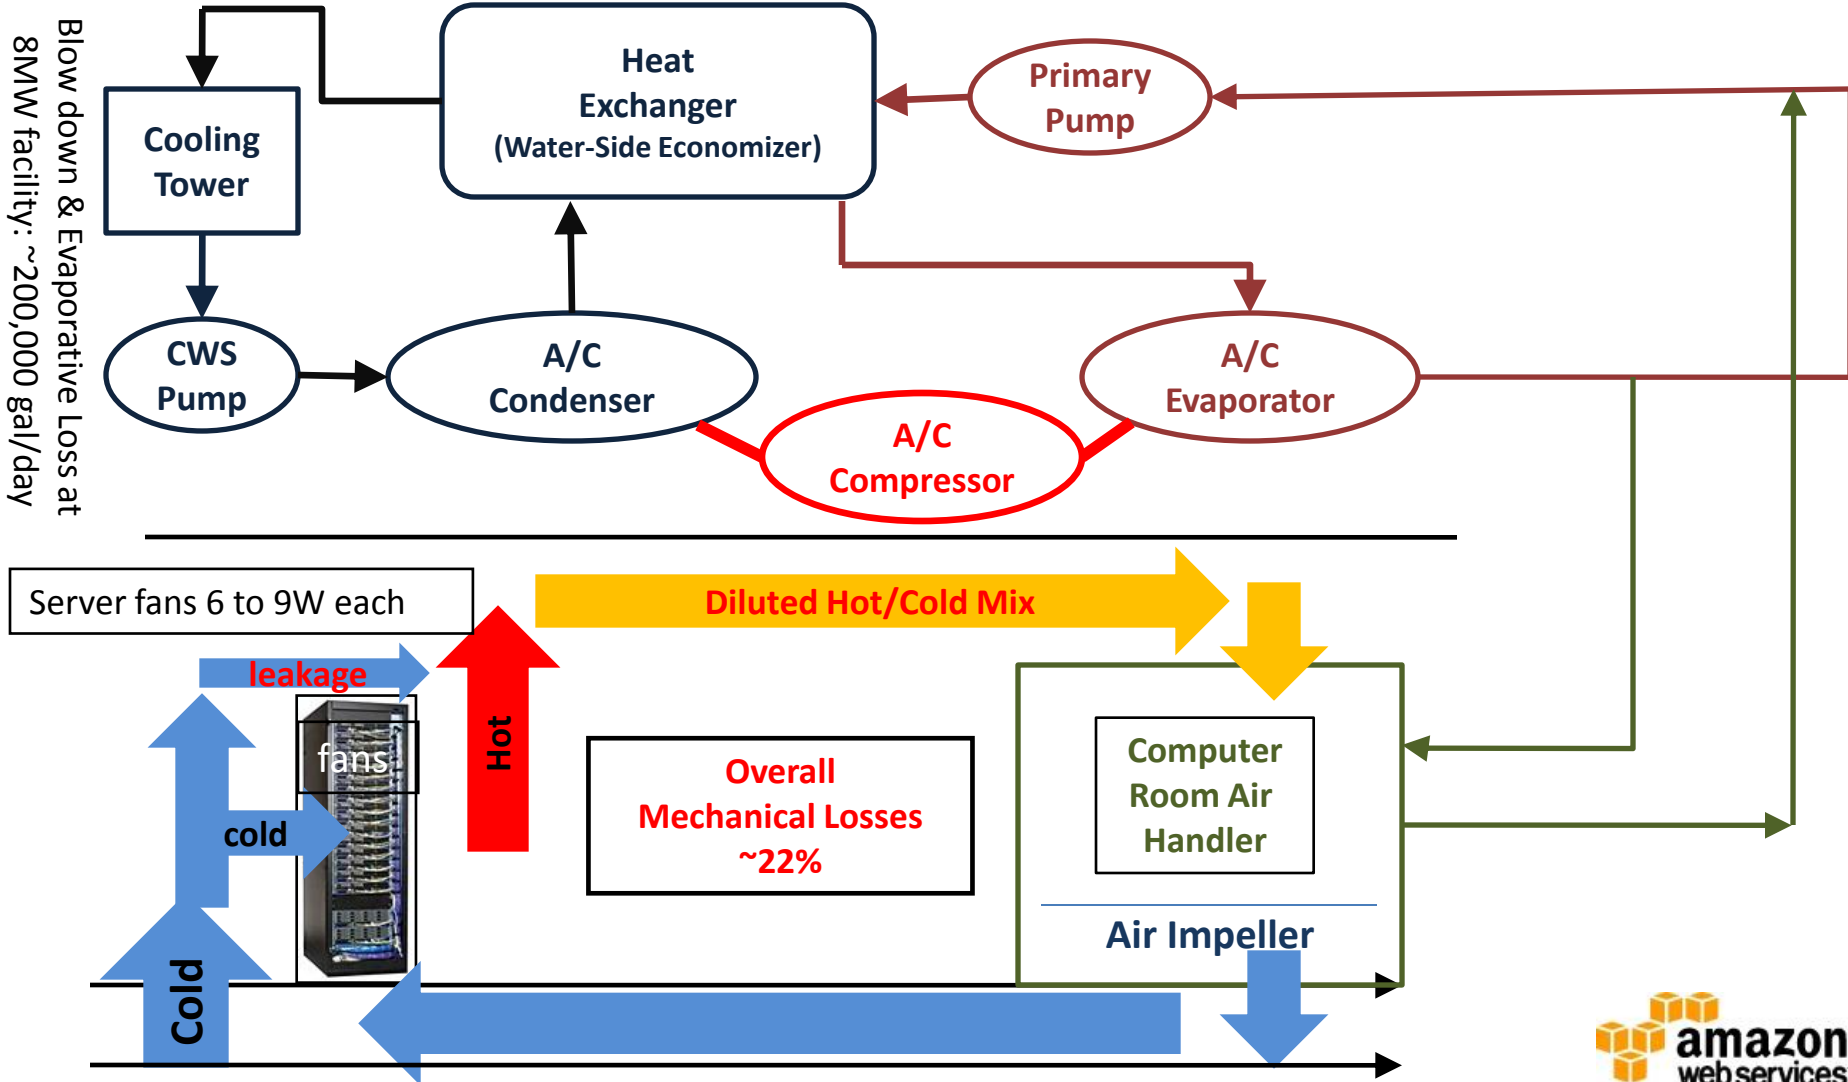 Blow down & Evaporative Loss at
8MW facility: ~200,000 gal/day
Heat
Exchanger
(Water-Side Economizer)
Primary
Pump
Cooling
Tower
CWS
Pump
A/C
Condenser
A/C
Compressor
A/C
Evaporator
Server fans 6 to 9W each
Diluted Hot/Cold Mix
leakage
fans
Hot
cold
Cold
Overall
Mechanical Losses
~22%
Computer
Room Air
Handler
Air Impeller
amazon
web services